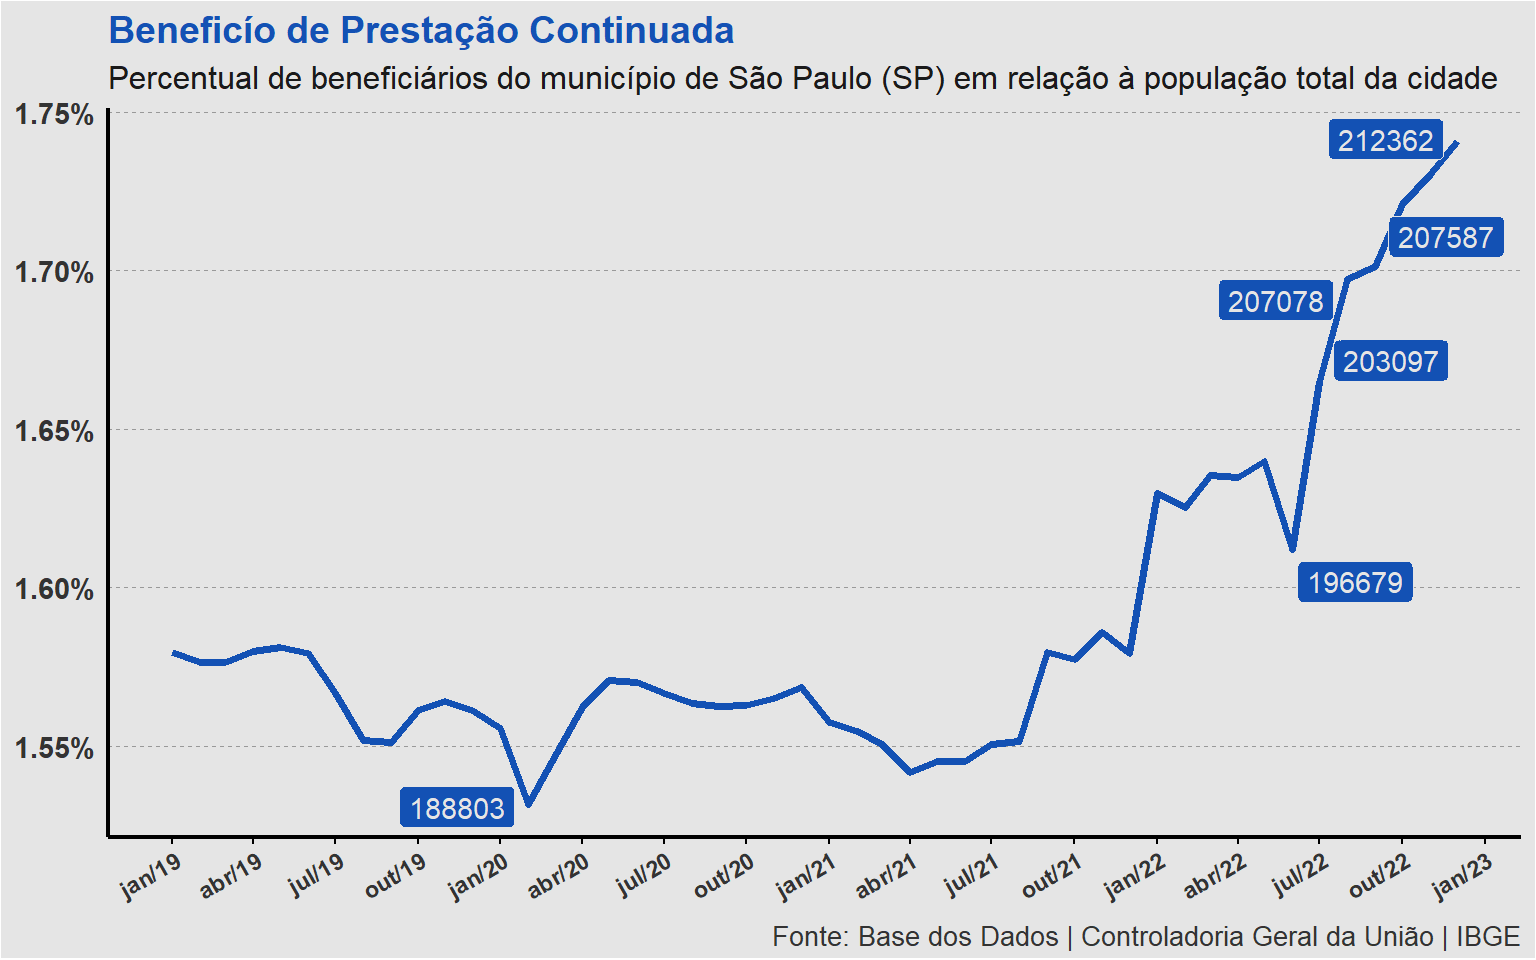 Beneficío de Prestação Continuada
Percentual de beneficiários do município de São Paulo (SP) em relação à população total da cidade
1.75%
1.70%
1.65%
1.60%
1.55%
212362
207587
207078
203097
196679
188803
jan/19
abr/19
jul/19
out/19
jan/20
abr/20
jul/20
out/20
jan/21
abr/21
jul/21
out/21
jan/22
abr/22
jul/22
out/22
jan/23
Fonte: Base dos Dados | Controladoria Geral da União | IBGE